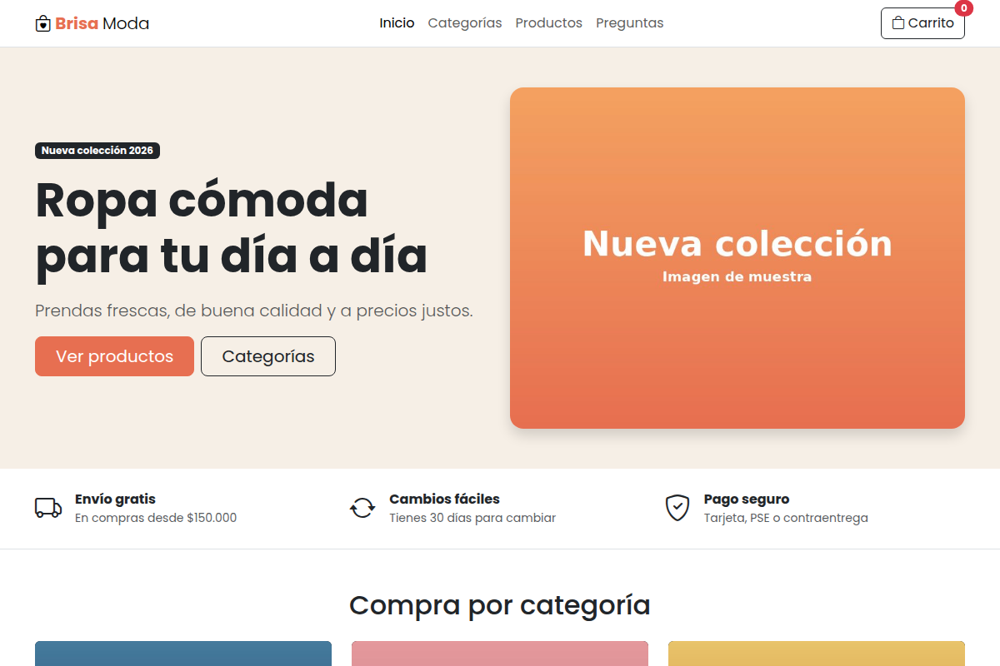 Brisa Moda
Inicio Categorías Productos Preguntas
Carrito
0
Nueva colección 2026
Ropa cómoda
para tu día a día
Prendas frescas, de buena calidad y a precios justos.
Ver productos
Categorías
Nueva colección
Imagen de muestra
Envío gratis
En compras desde $150.000
Cambios fáciles
Tienes 30 días para cambiar
Pago seguro
Tarjeta, PSE o contraentrega
Compra por categoría